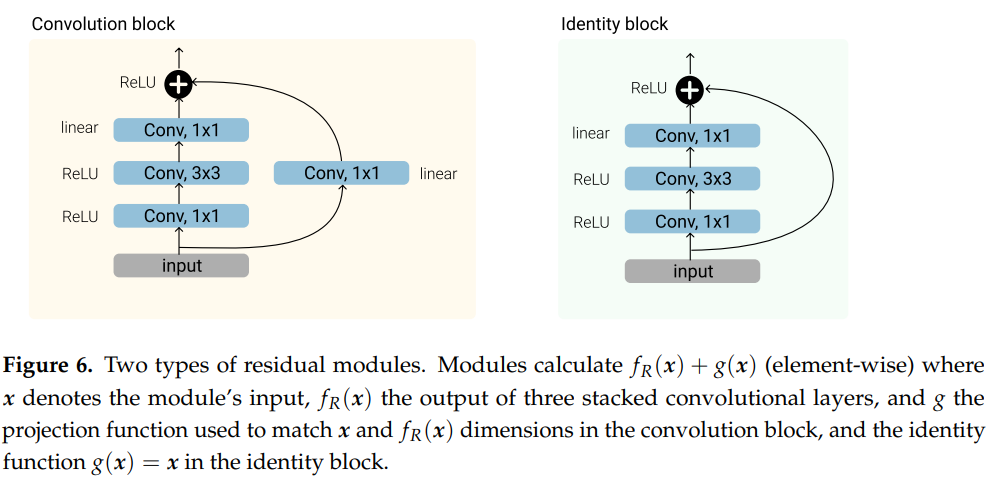 Convolution block
ReLU
linear
Conv, 1x1
ReLU
Conv, 3x3
Conv, 1x1
linear
ReLU
Conv, 1x1
input
Identity block
ReLU
linear
Conv, 1x1
ReLU
Conv, 3x3
ReLU
Conv, 1x1
input
Figure 6. Two types of residual modules. Modules calculate f_R(x) + g(x) (element-wise) where
x denotes the module's input, f_R(x) the output of three stacked convolutional layers, and g the
projection function used to match x and f_R(x) dimensions in the convolution block, and the identity
function g(x) = x in the identity block.